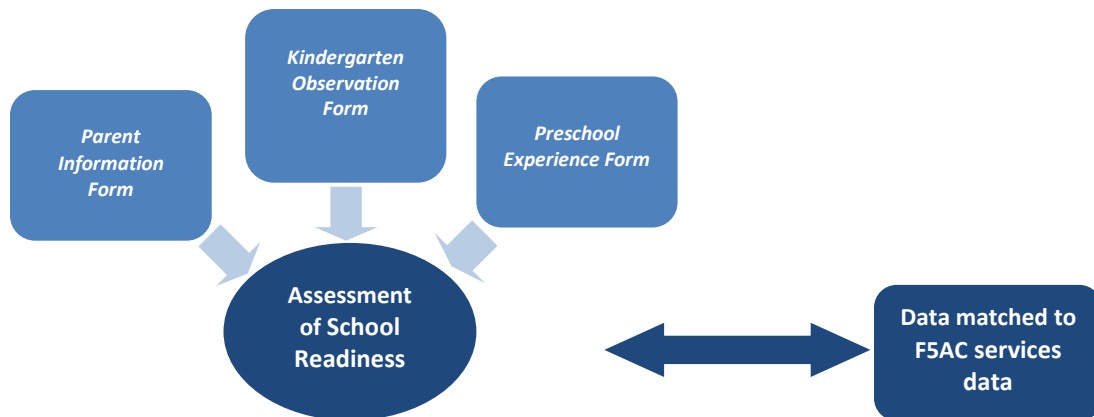 Parent
Information
Form
Kindergarten
Observation
Form
Preschool
Experience Form
Assessment
of School
Readiness
Data matched to
F5AC services
data